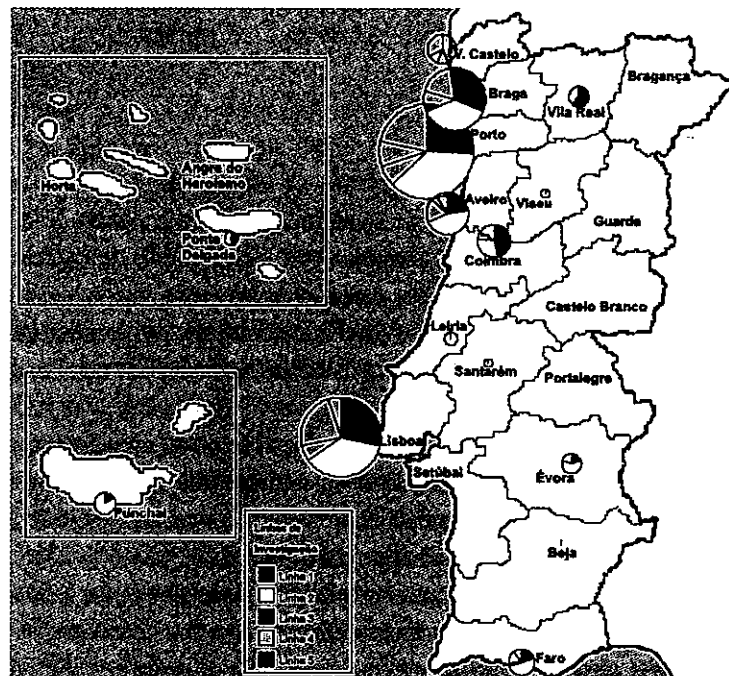 V. Castelo
Bragança
Braga
Vila Real
Porto
Angra do
Heroísmo
Horta
Aveiro
Viseu
Guarda
Ponta
Delgada
Coimbra
Castelo Branco
Leiria
Santarém
Portalegre
Lisboa
Setúbal
Évora
Funchal
Linhas de
Investigação
Beja
Linha 1
Linha 2
Linha 3
Linha 4
Linha 5
Faro